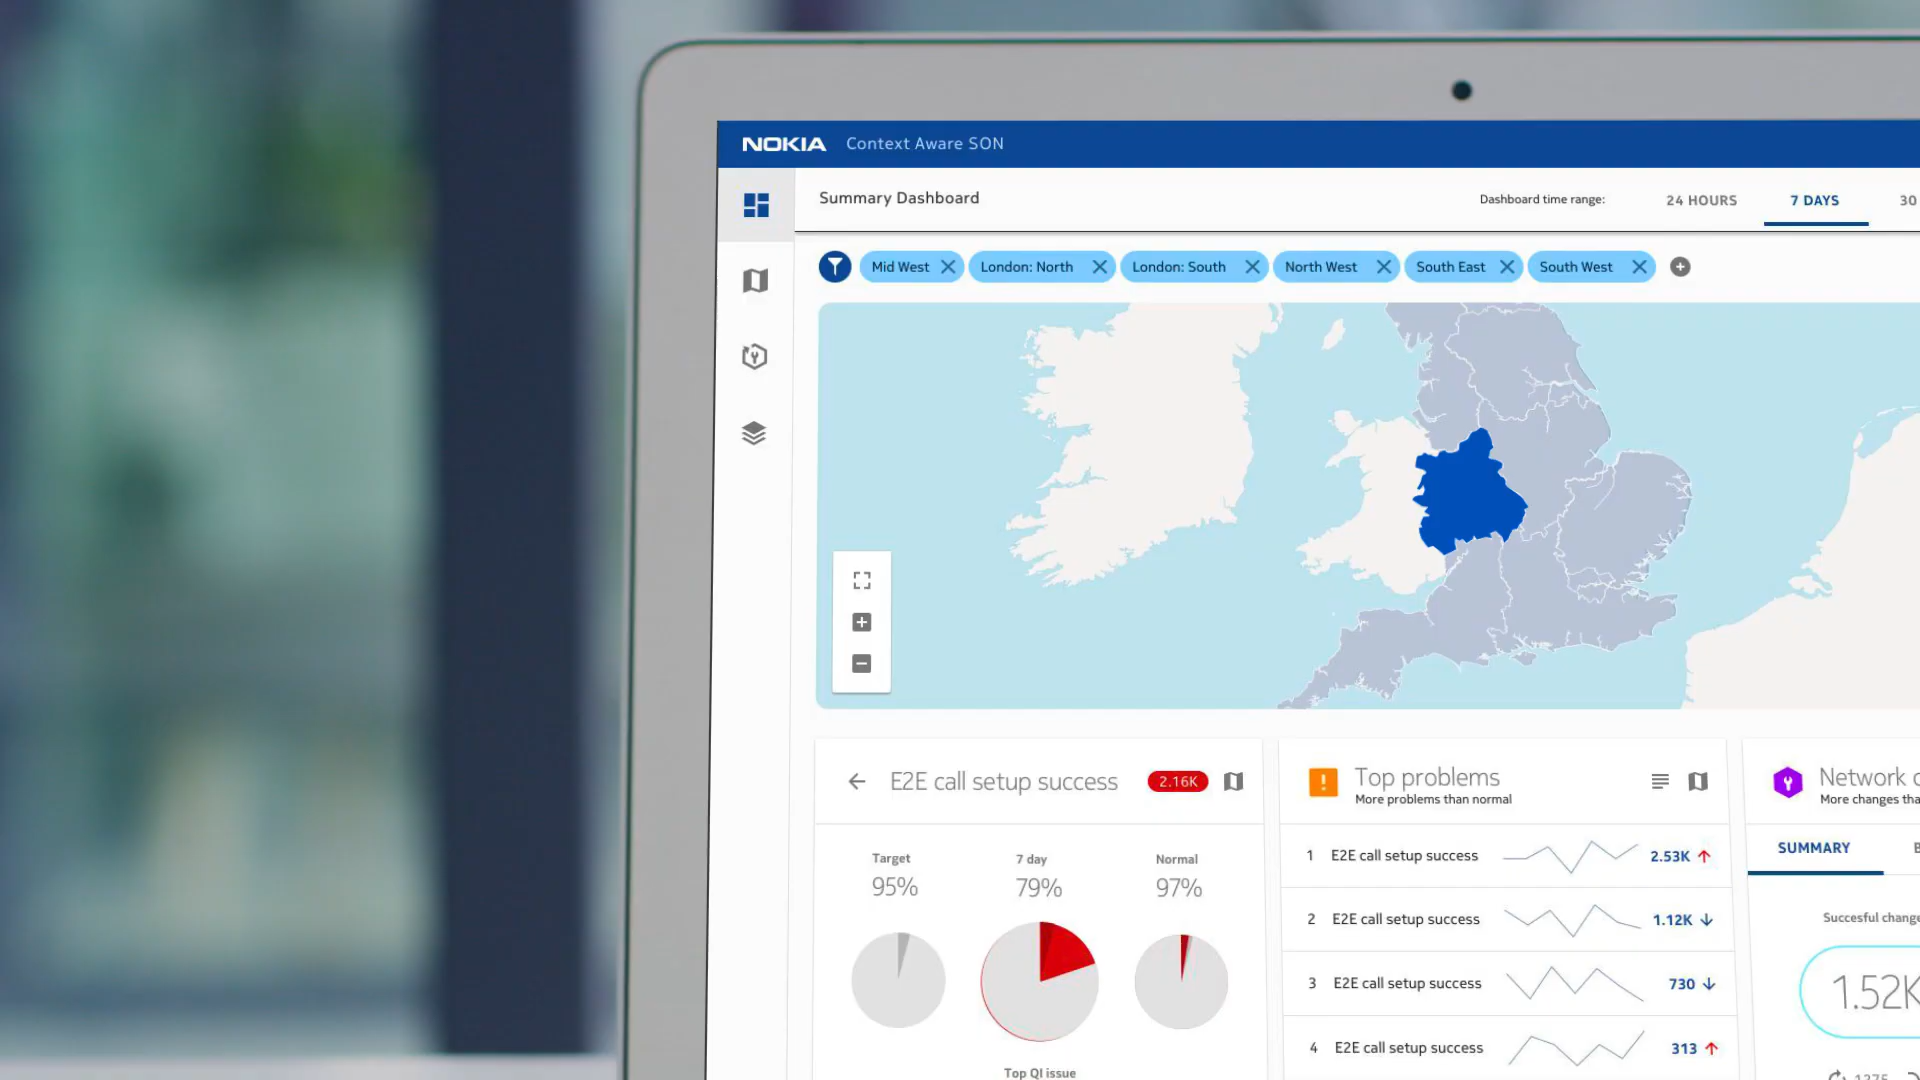 NOKIA Context Aware SON
Summary Dashboard
Dashboard time range: 24 HOURS 7 DAYS 30
Mid West London: North London: South North West South East South West
E2E call setup success 2.16K
Target 7 day Normal
95% 79% 97%
Top QI issue
Top problems
More problems than normal
1 E2E call setup success 2.53K
2 E2E call setup success 1.12K
3 E2E call setup success 730
4 E2E call setup success 313
Network
More changes
SUMMARY
Succesful change
1.52K